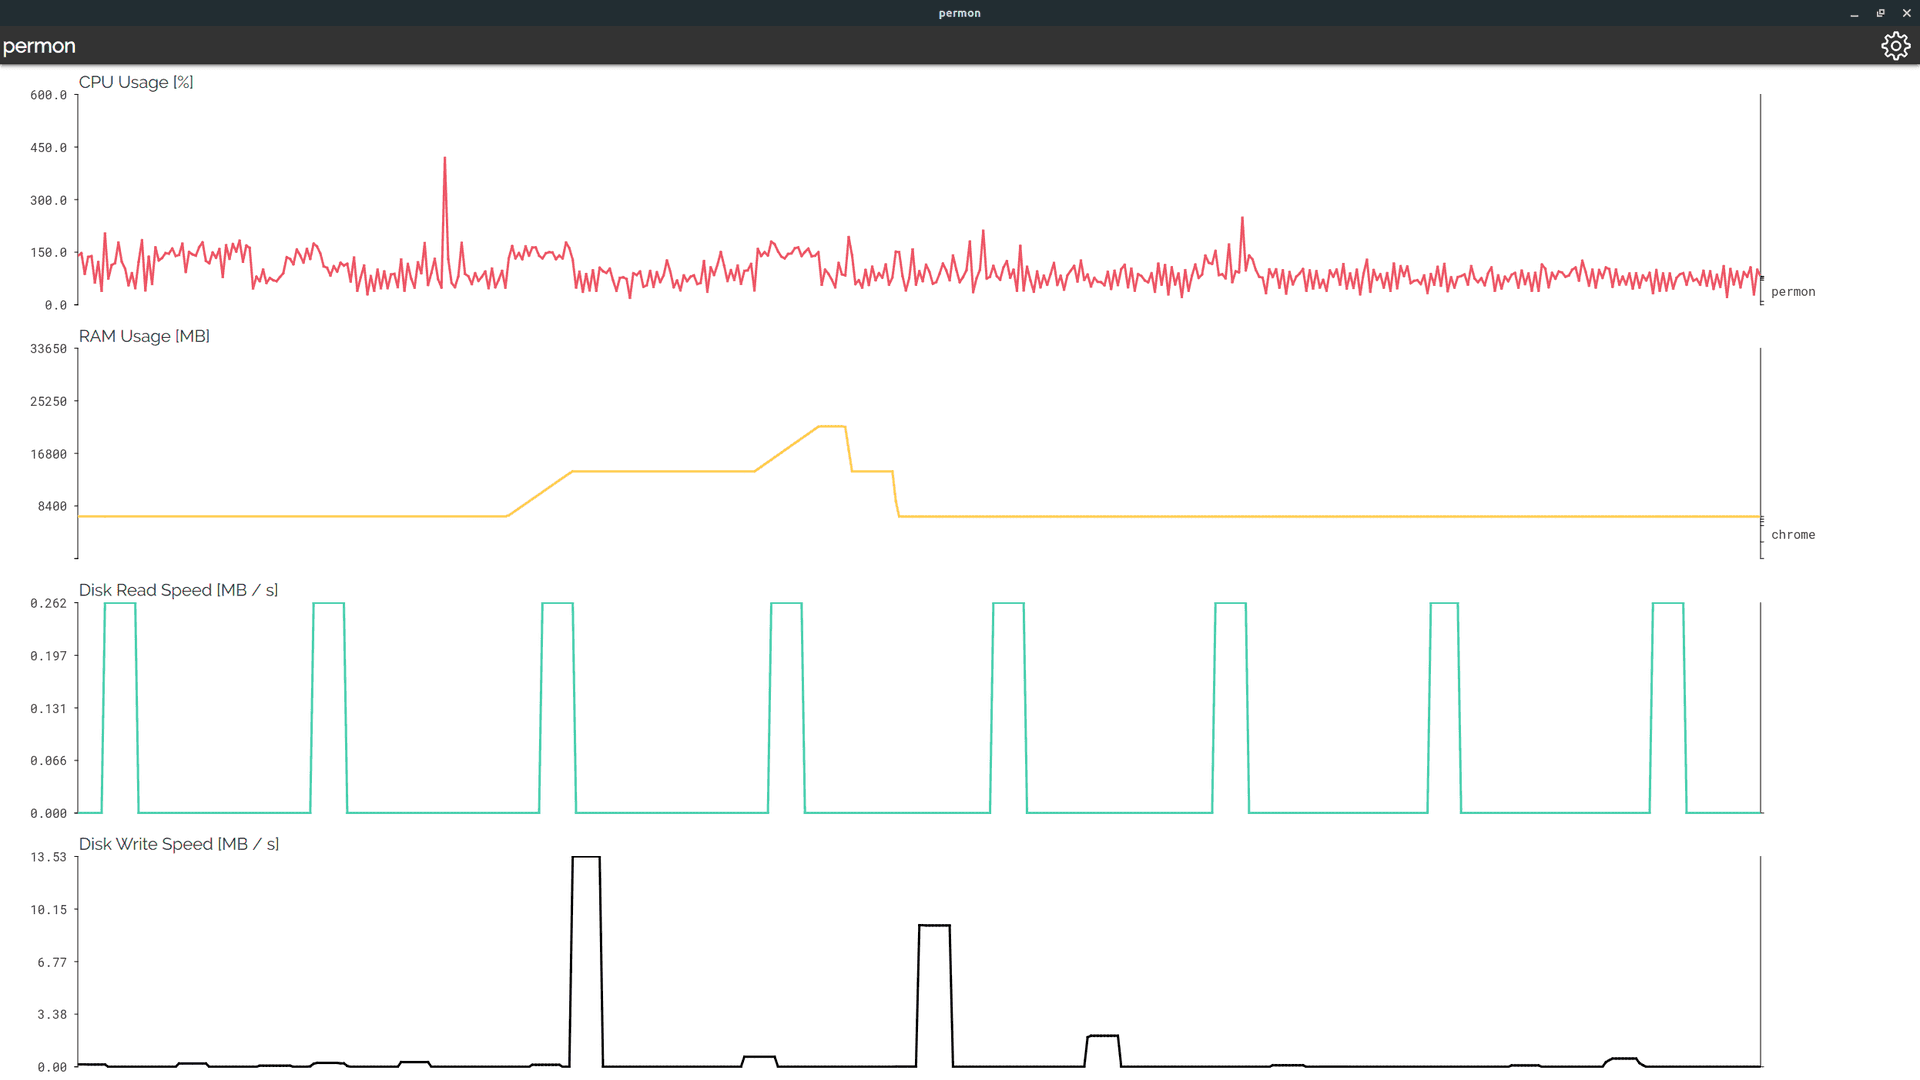 permon
permon
CPU Usage [%]
600.0
450.0
300.0
150.0
0.0
permon
RAM Usage [MB]
33650
25250
16800
8400
chrome
Disk Read Speed [MB / s]
0.262
0.197
0.131
0.066
0.000
Disk Write Speed [MB / s]
13.53
10.15
6.77
3.38
0.00